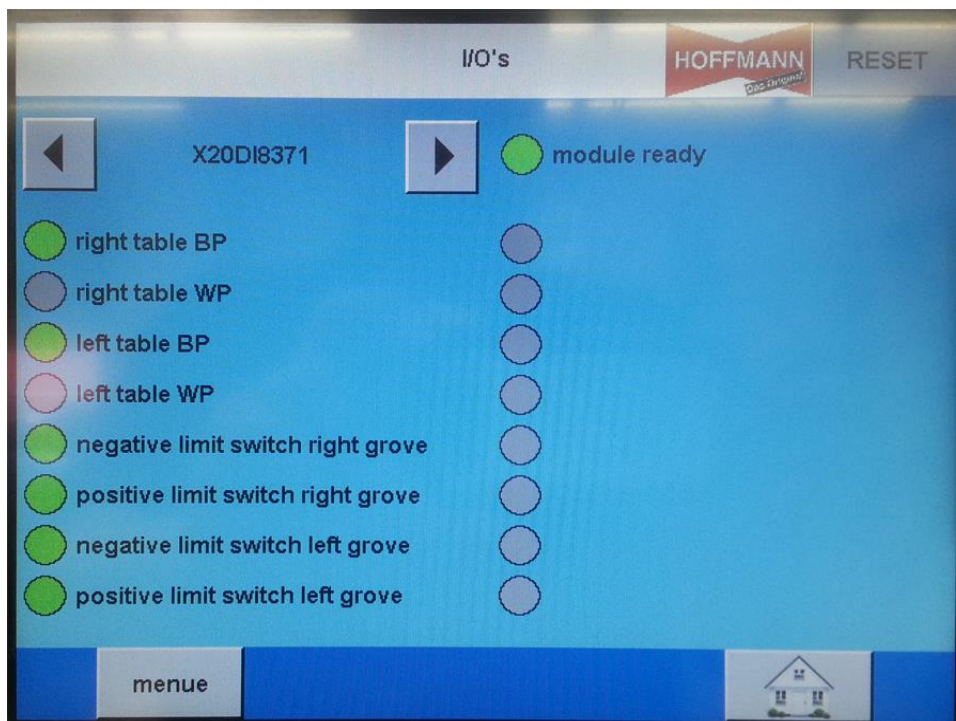 I/O's
HOFFMANN
Das Original
RESET
X20DI8371
module ready
right table BP
right table WP
left table BP
left table WP
negative limit switch right grove
positive limit switch right grove
negative limit switch left grove
positive limit switch left grove
menue